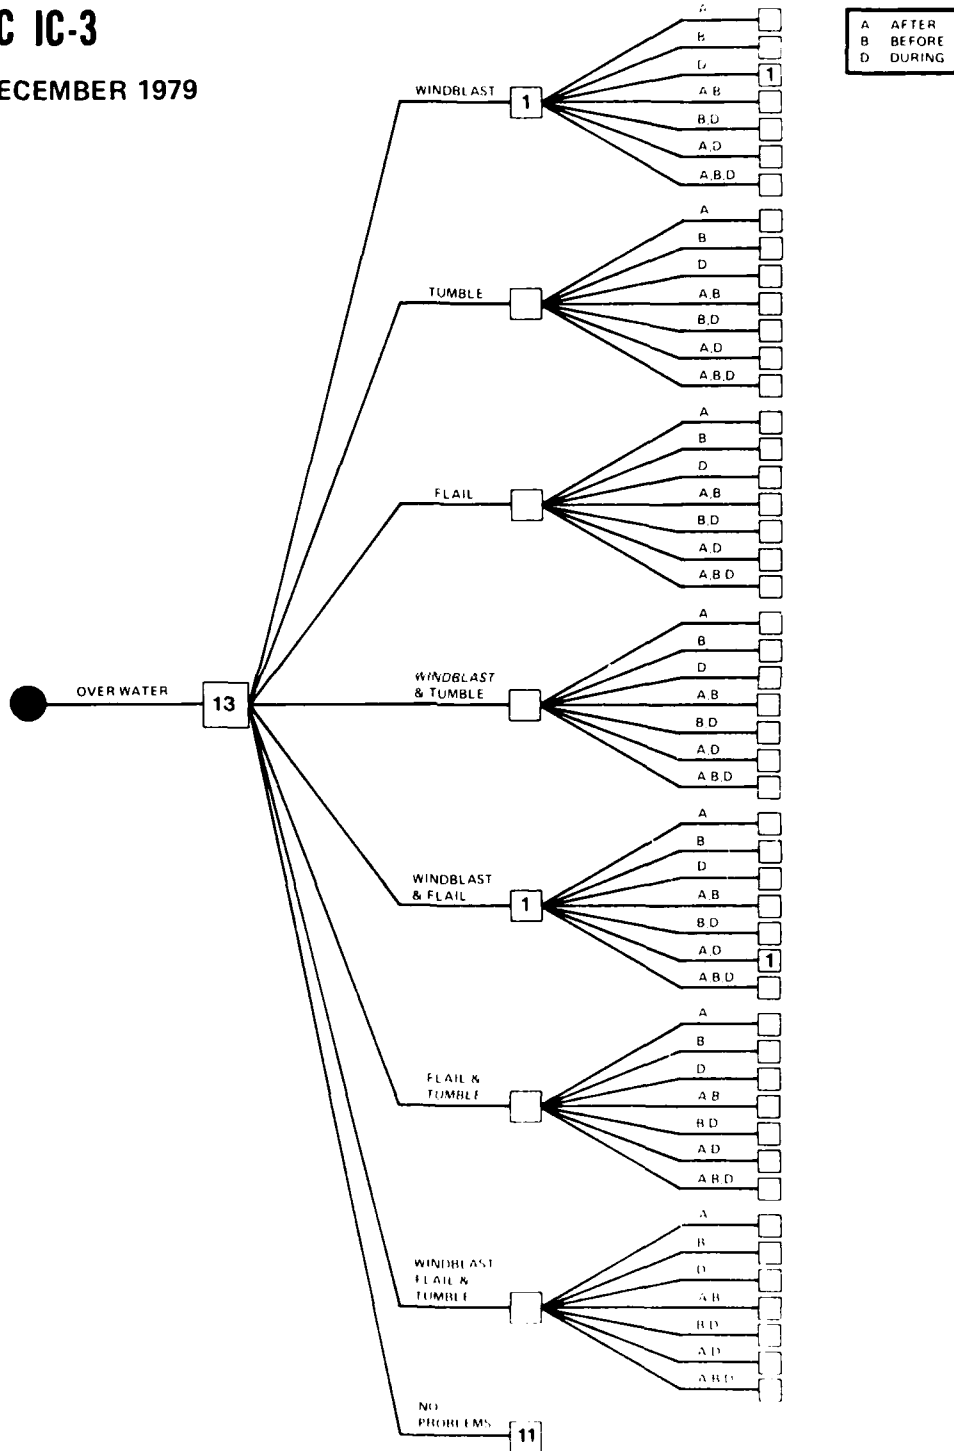 C IC-3
ECEMBER 1979
A AFTER
B BEFORE
D DURING
WINDBLAST
1
A
B
D
1
A,B
B,D
A,D
A,B,D
TUMBLE
A
B
D
A,B
B,D
A,D
A,B,D
FLAIL
A
B
D
A,B
B,D
A,D
A,B D
OVER WATER
13
WINDBLAST
& TUMBLE
A
B
D
A,B
B D
A,D
A B,D
WINDBLAST
& FLAIL
1
A
B
D
A,B
B,D
A,D
1
A,B,D
FLAIL &
TUMBLE
A
B
D
A B
B D
A D
A B,D
WINDBLAST
FLAIL &
TUMBLE
A
B
D
A B
B D
A D
A B D
NO
PROBLEMS
11